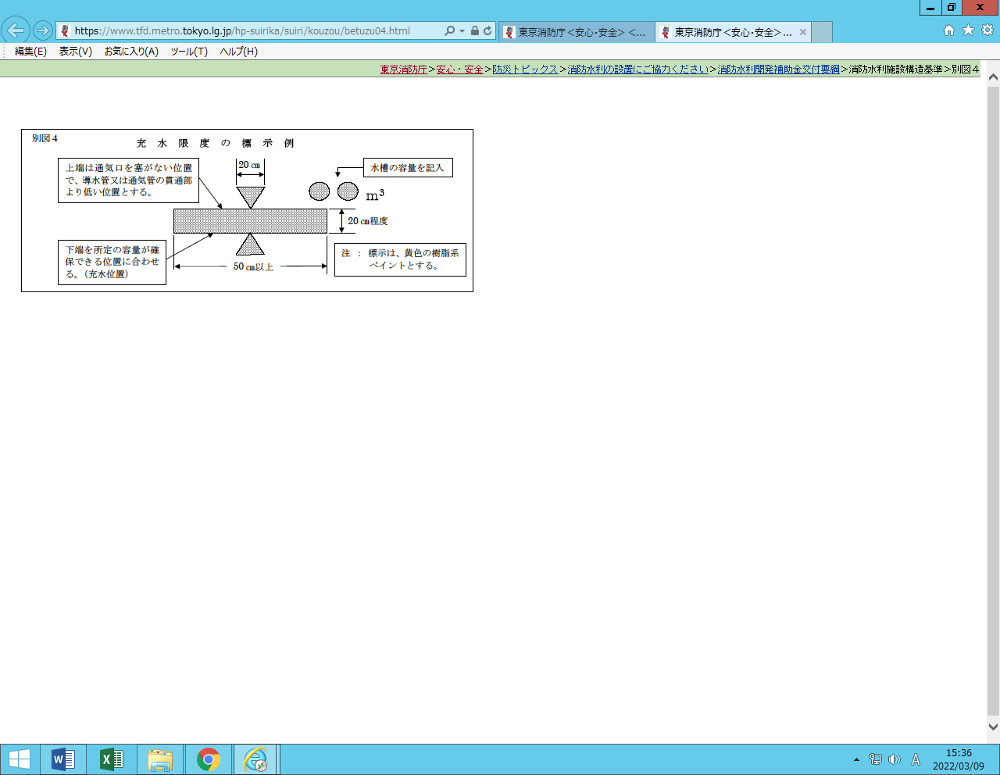 https://www.tfd.metro.tokyo.lg.jp/hp-suirika/suiri/kouzou/betuzu04.html
東京消防庁<安心・安全> <...
東京消防庁<安心・安全> ...
編集(E) 表示(V) お気に入り(A) ツール(T) ヘルプ(H)
東京消防庁>安心・安全>防災トピックス>消防水利の設置にご協力ください>消防水利開発補助金交付要綱>消防水利施設構造基準>別図４
別図４
充水限度の標示例
上端は通気口を塞がない位置
で、導水管又は通気管の貫通部
より低い位置とする。
20㎝
水槽の容量を記入
m³
20㎝程度
下端を所定の容量が確
保できる位置に合わせ
る。（充水位置）
50㎝以上
注 ： 標示は、黄色の樹脂系
ペイントとする。
A
15:36
2022/03/09